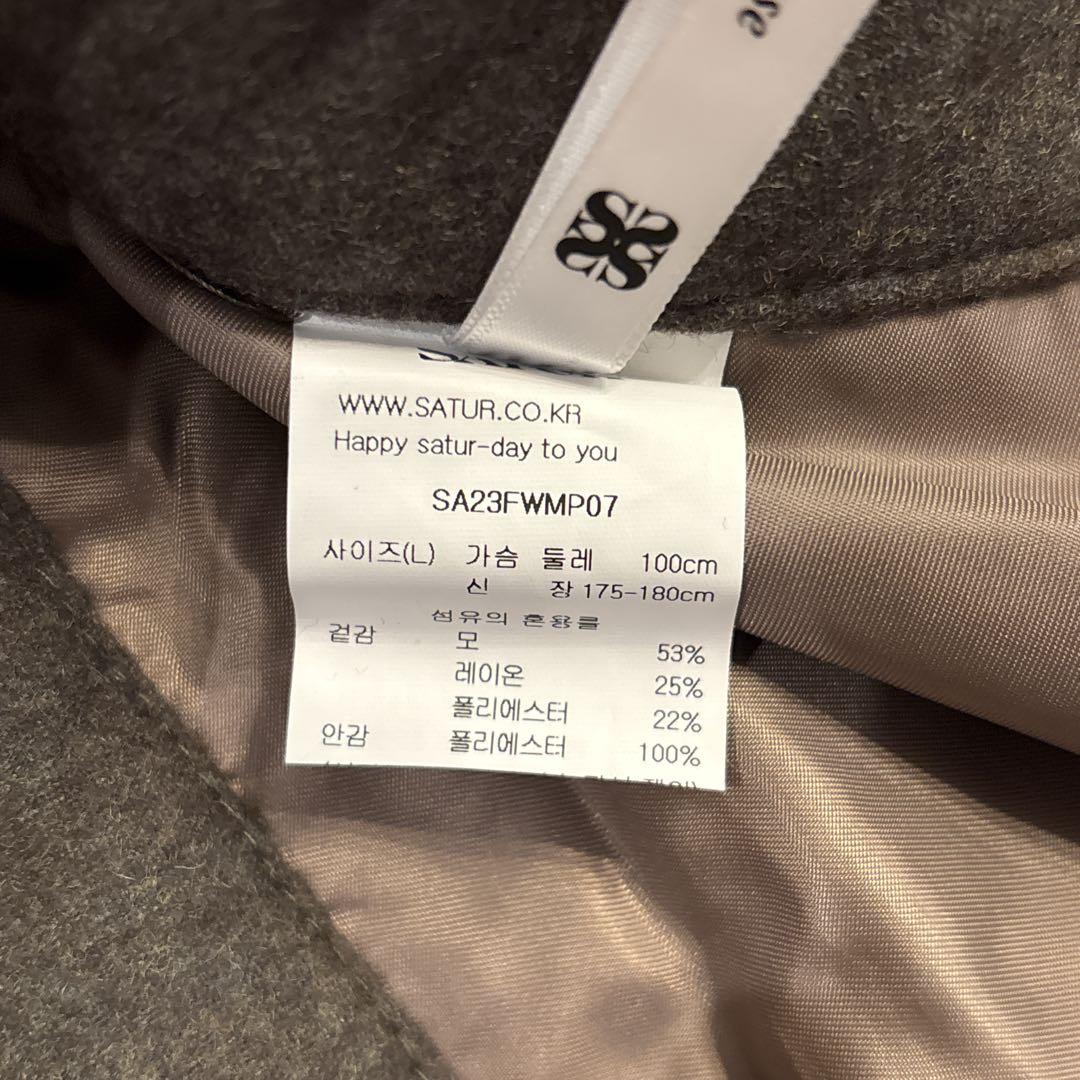 WWW.SATUR.CO.KR
Happy satur-day to you
SA23FWMP07
사이즈(L) 가슴 둘레 100cm
신 장 175-180cm
섬유의 혼용률
겉감 모 53%
레이온 25%
폴리에스터 22%
안감 폴리에스터 100%